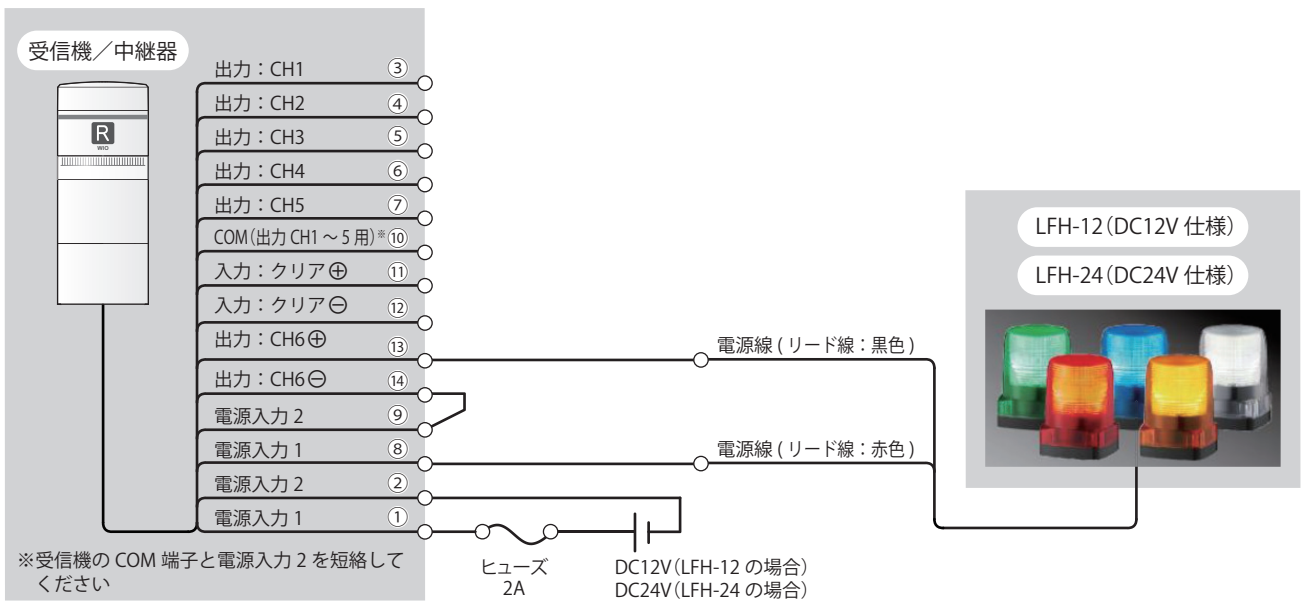 受信機／中継器
R
WIO
出力：CH1 ③
出力：CH2 ④
出力：CH3 ⑤
出力：CH4 ⑥
出力：CH5 ⑦
COM(出力 CH1 ～ 5 用)※ ⑩
入力：クリア⊕ ⑪
入力：クリア⊖ ⑫
出力：CH6⊕ ⑬
出力：CH6⊖ ⑭
電源入力 2 ⑨
電源入力 1 ⑧
電源入力 2 ②
電源入力 1 ①
※受信機の COM 端子と電源入力 2 を短絡して
ください
電源線 ( リード線：黒色 )
電源線 ( リード線：赤色 )
ヒューズ
2A
DC12V(LFH-12 の場合)
DC24V(LFH-24 の場合)
LFH-12(DC12V 仕様)
LFH-24(DC24V 仕様)